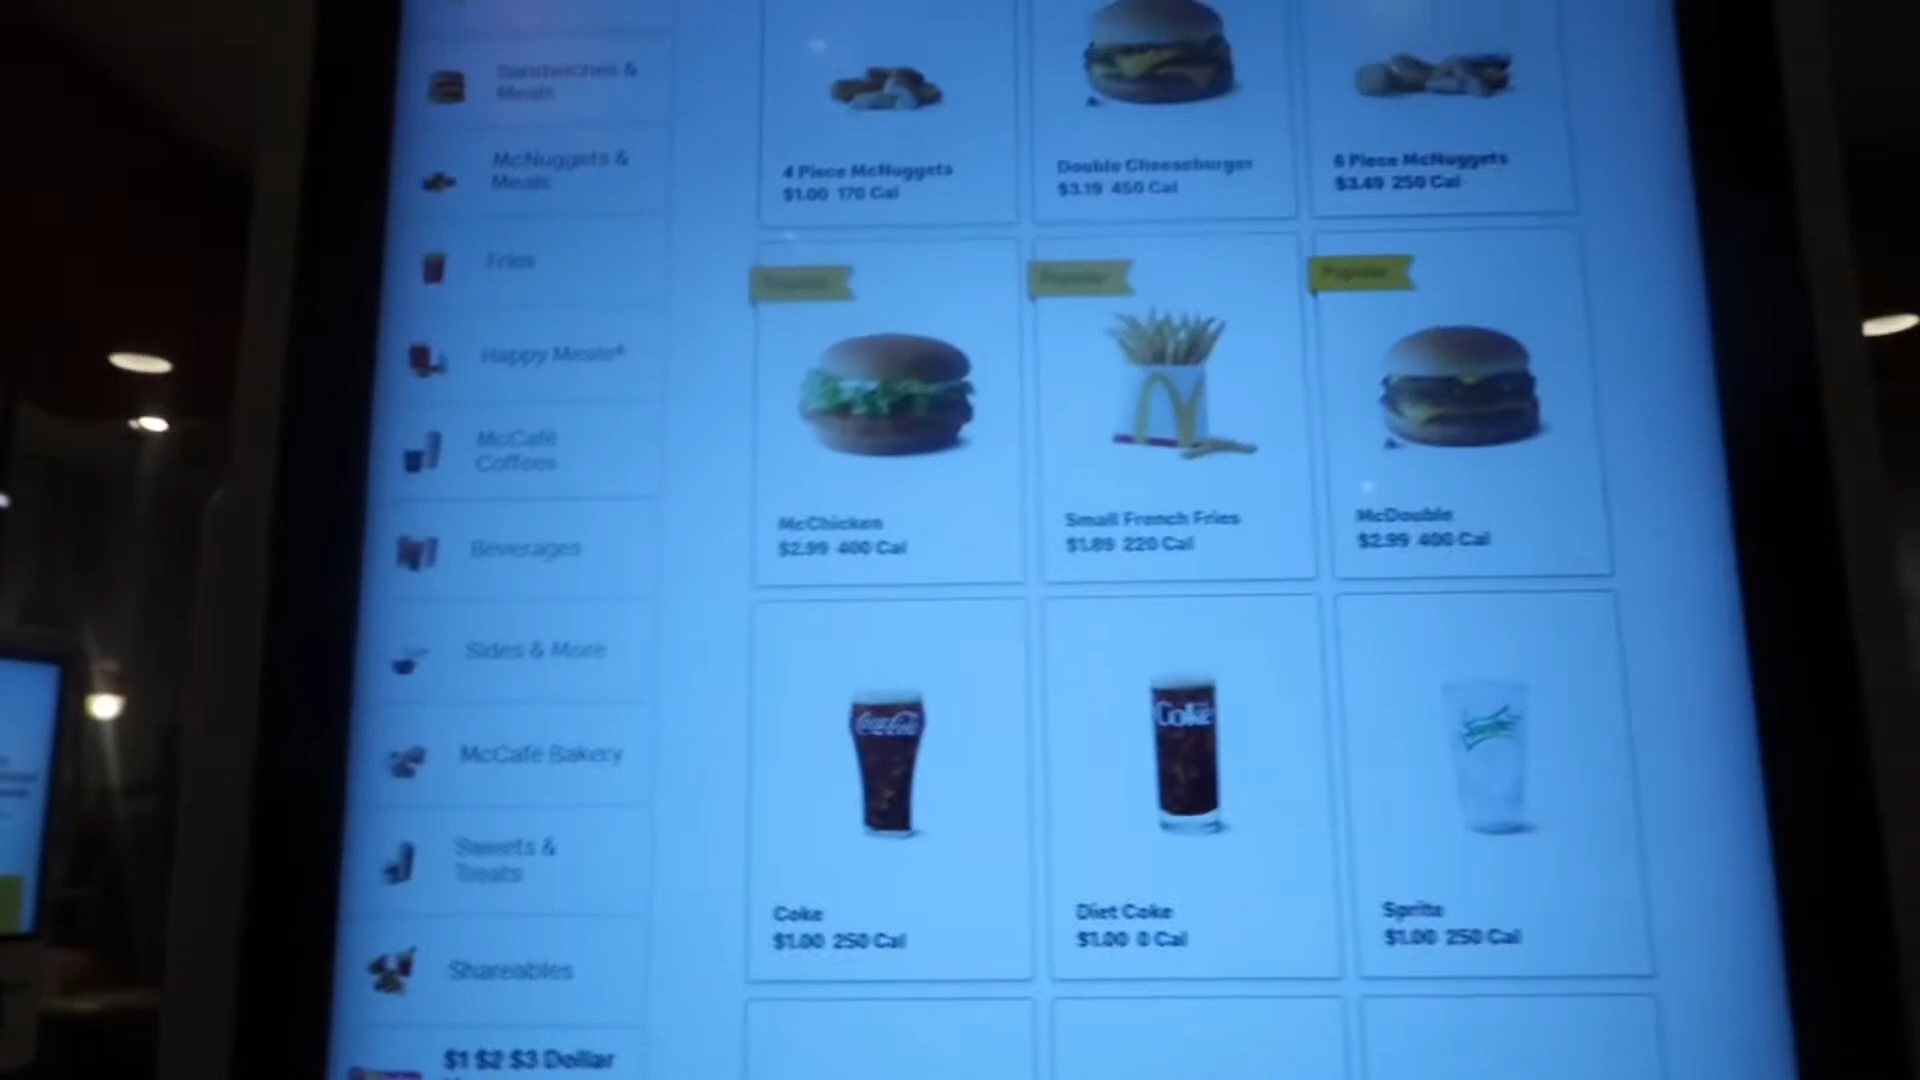 Sandwiches &
Meals
McNuggets &
Meals
Fries
Happy Meals®
McCafé
Coffees
Beverages
Sides & More
McCafé Bakery
Sweets &
Treats
Shareables
$1 $2 $3 Dollar
4 Piece McNuggets
$1.00 170 Cal
Double Cheeseburger
$3.19 450 Cal
6 Piece McNuggets
$3.49 250 Cal
Popular
McChicken
$2.99 400 Cal
Popular
Small French Fries
$1.89 220 Cal
Popular
McDouble
$2.99 400 Cal
Coca-Cola
Coke
$1.00 250 Cal
Coke
Diet Coke
$1.00 0 Cal
Sprite
Sprite
$1.00 250 Cal